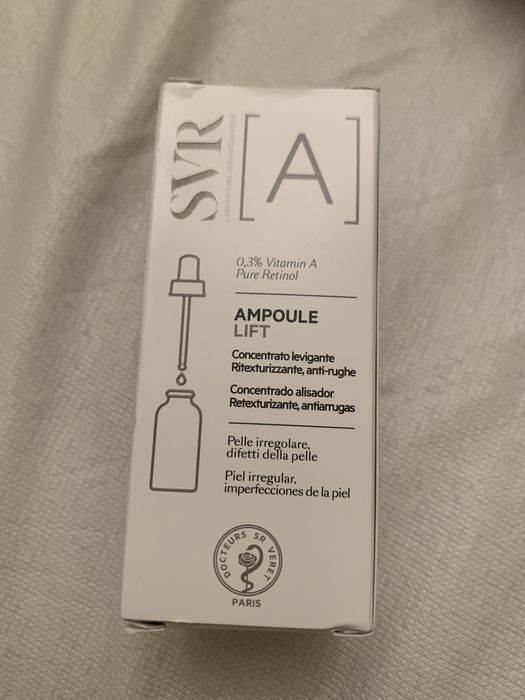 SVR
LABORATOIRE DERMATOLOGIQUE
[A]
0,3% Vitamin A
Pure Retinol
AMPOULE
LIFT
Concentrato levigante
Ritexturizzante, anti-rughe
Concentrado alisador
Retexturizante, antiarrugas
Pelle irregolare,
difetti della pelle
Piel irregular,
imperfecciones de la piel
DOCTEURS SR VERET
PARIS